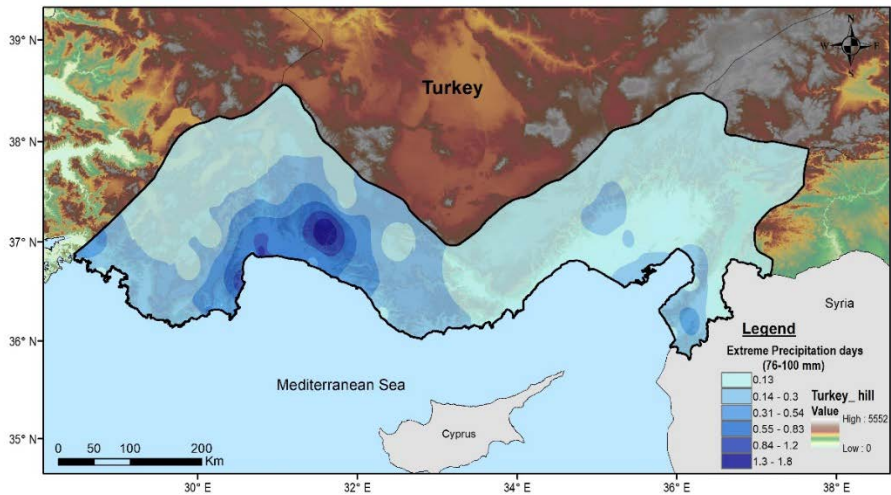 39° N
38° N
37° N
36° N
35° N
30° E
32° E
34° E
36° E
38° E
N
W E
S
Turkey
Syria
Mediterranean Sea
Cyprus
0 50 100 200
Km
Legend
Extreme Precipitation days
(76-100 mm)
0.13
0.14 - 0.3
0.31 - 0.54
0.55 - 0.83
0.84 - 1.2
1.3 - 1.8
Turkey_ hill
Value
High : 5552
Low : 0